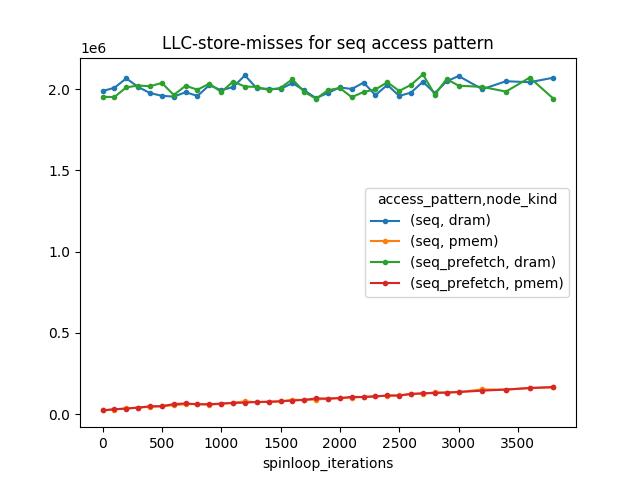 LLC-store-misses for seq access pattern
1e6
2.0
1.5
1.0
0.5
0.0
access_pattern,node_kind
(seq, dram)
(seq, pmem)
(seq_prefetch, dram)
(seq_prefetch, pmem)
0 500 1000 1500 2000 2500 3000 3500
spinloop_iterations